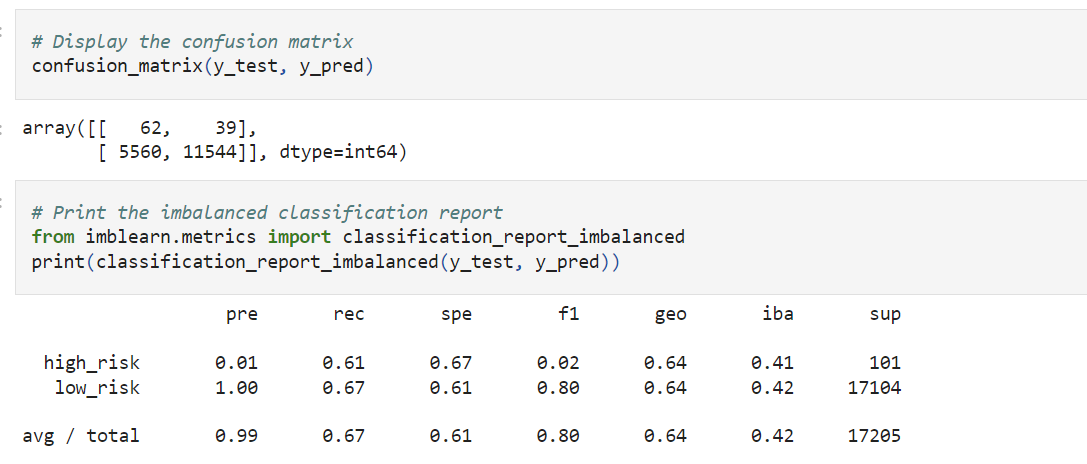 # Display the confusion matrix
confusion_matrix(y_test, y_pred)
array([[   62,    39],
       [ 5560, 11544]], dtype=int64)
# Print the imbalanced classification report
from imblearn.metrics import classification_report_imbalanced
print(classification_report_imbalanced(y_test, y_pred))
pre rec spe f1 geo iba sup
high_risk 0.01 0.61 0.67 0.02 0.64 0.41 101
low_risk 1.00 0.67 0.61 0.80 0.64 0.42 17104
avg / total 0.99 0.67 0.61 0.80 0.64 0.42 17205